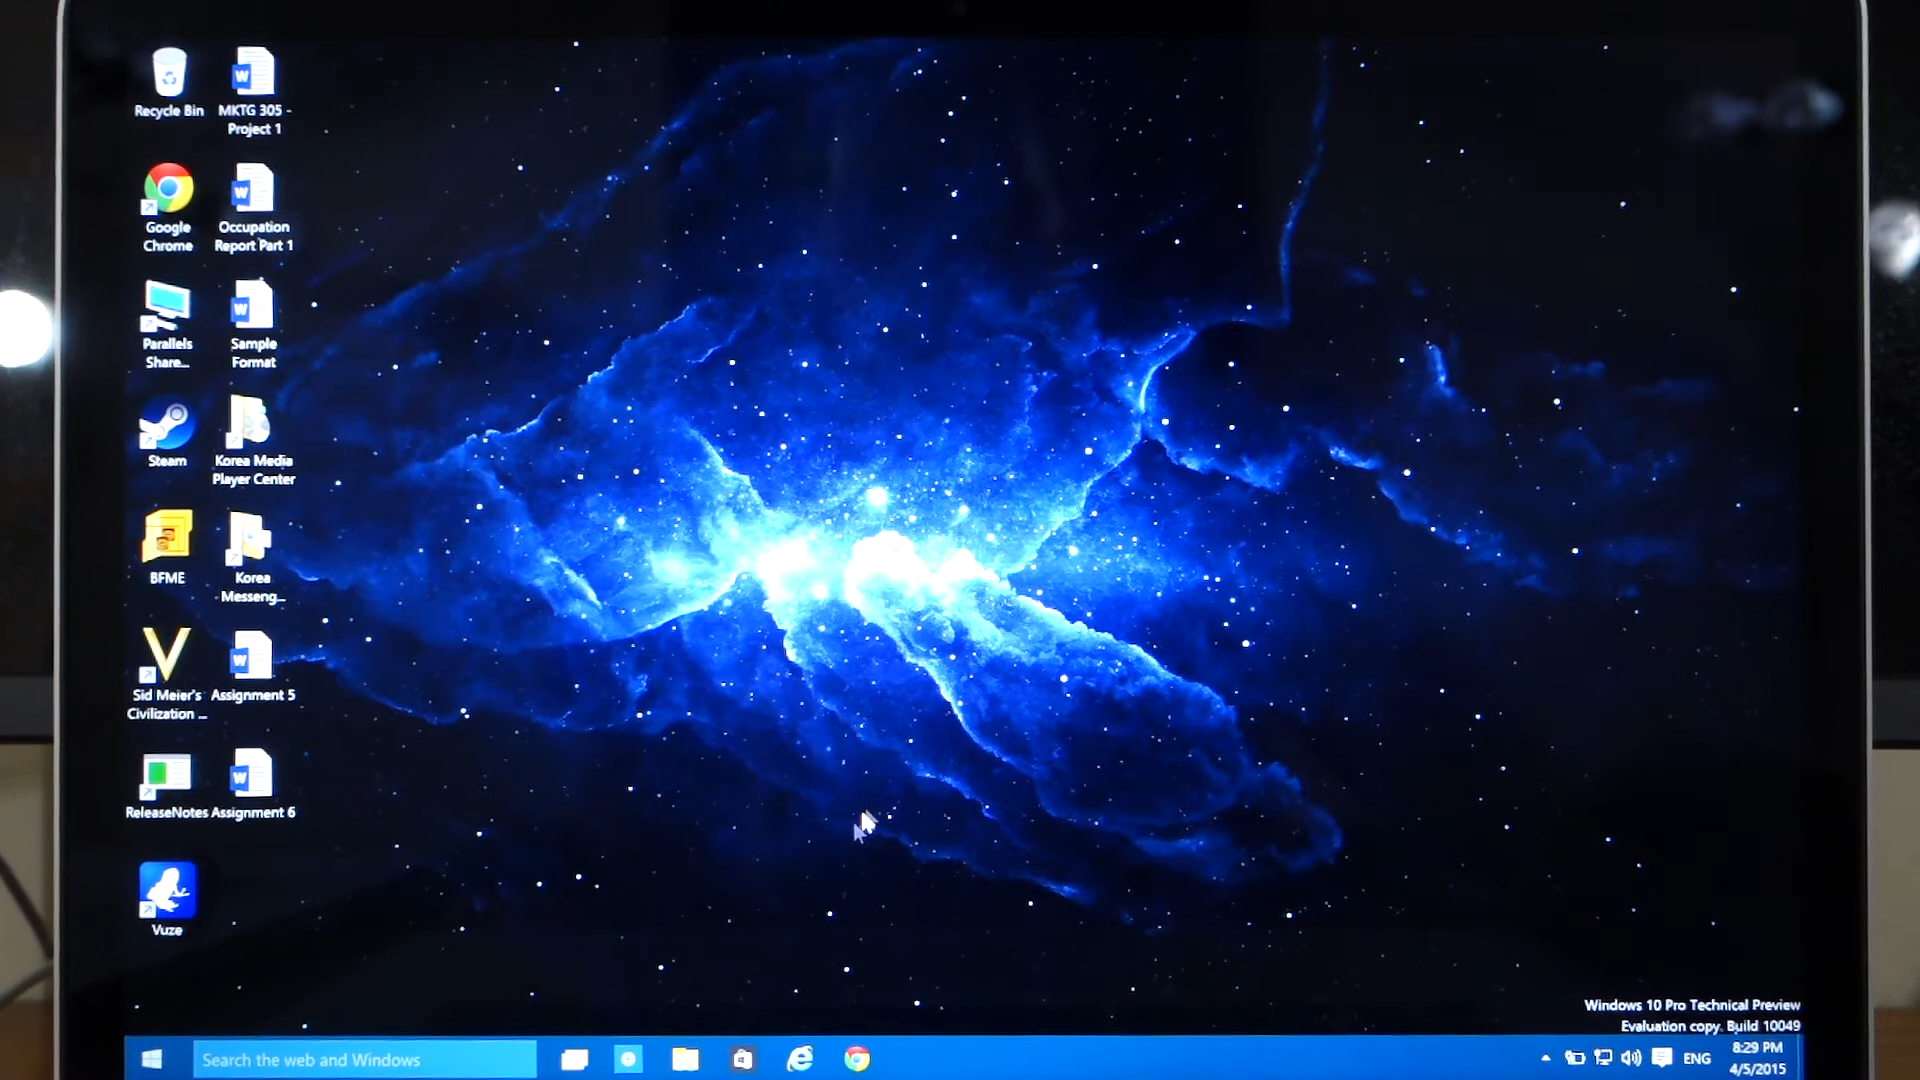 Recycle Bin
MKTG 305 -
Project 1
Google
Chrome
Occupation
Report Part 1
Parallels
Share...
Sample
Format
Steam
Korea Media
Player Center
BFME
Korea
Messeng...
Sid Meier's
Civilization ...
Assignment 5
ReleaseNotes
Assignment 6
Vuze
Windows 10 Pro Technical Preview
Evaluation copy. Build 10049
Search the web and Windows
ENG
8:29 PM
4/5/2015